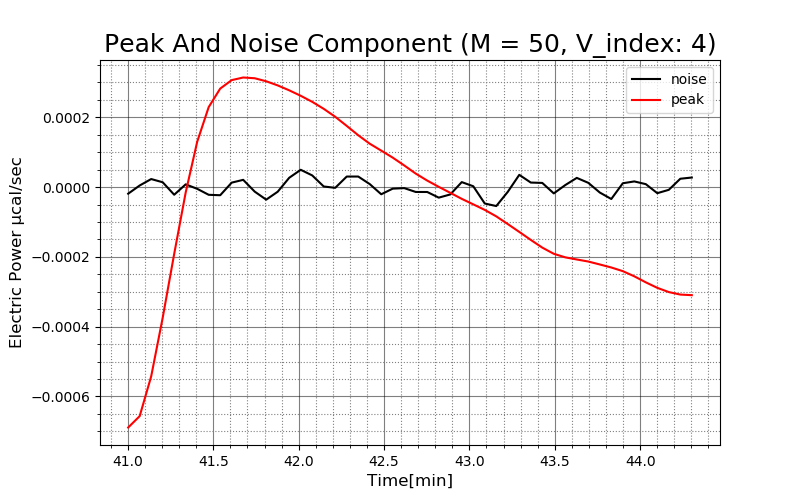 Peak And Noise Component (M = 50, V_index: 4)
noise
peak
Electric Power μcal/sec
0.0002
0.0000
−0.0002
−0.0004
−0.0006
41.0 41.5 42.0 42.5 43.0 43.5 44.0
Time[min]